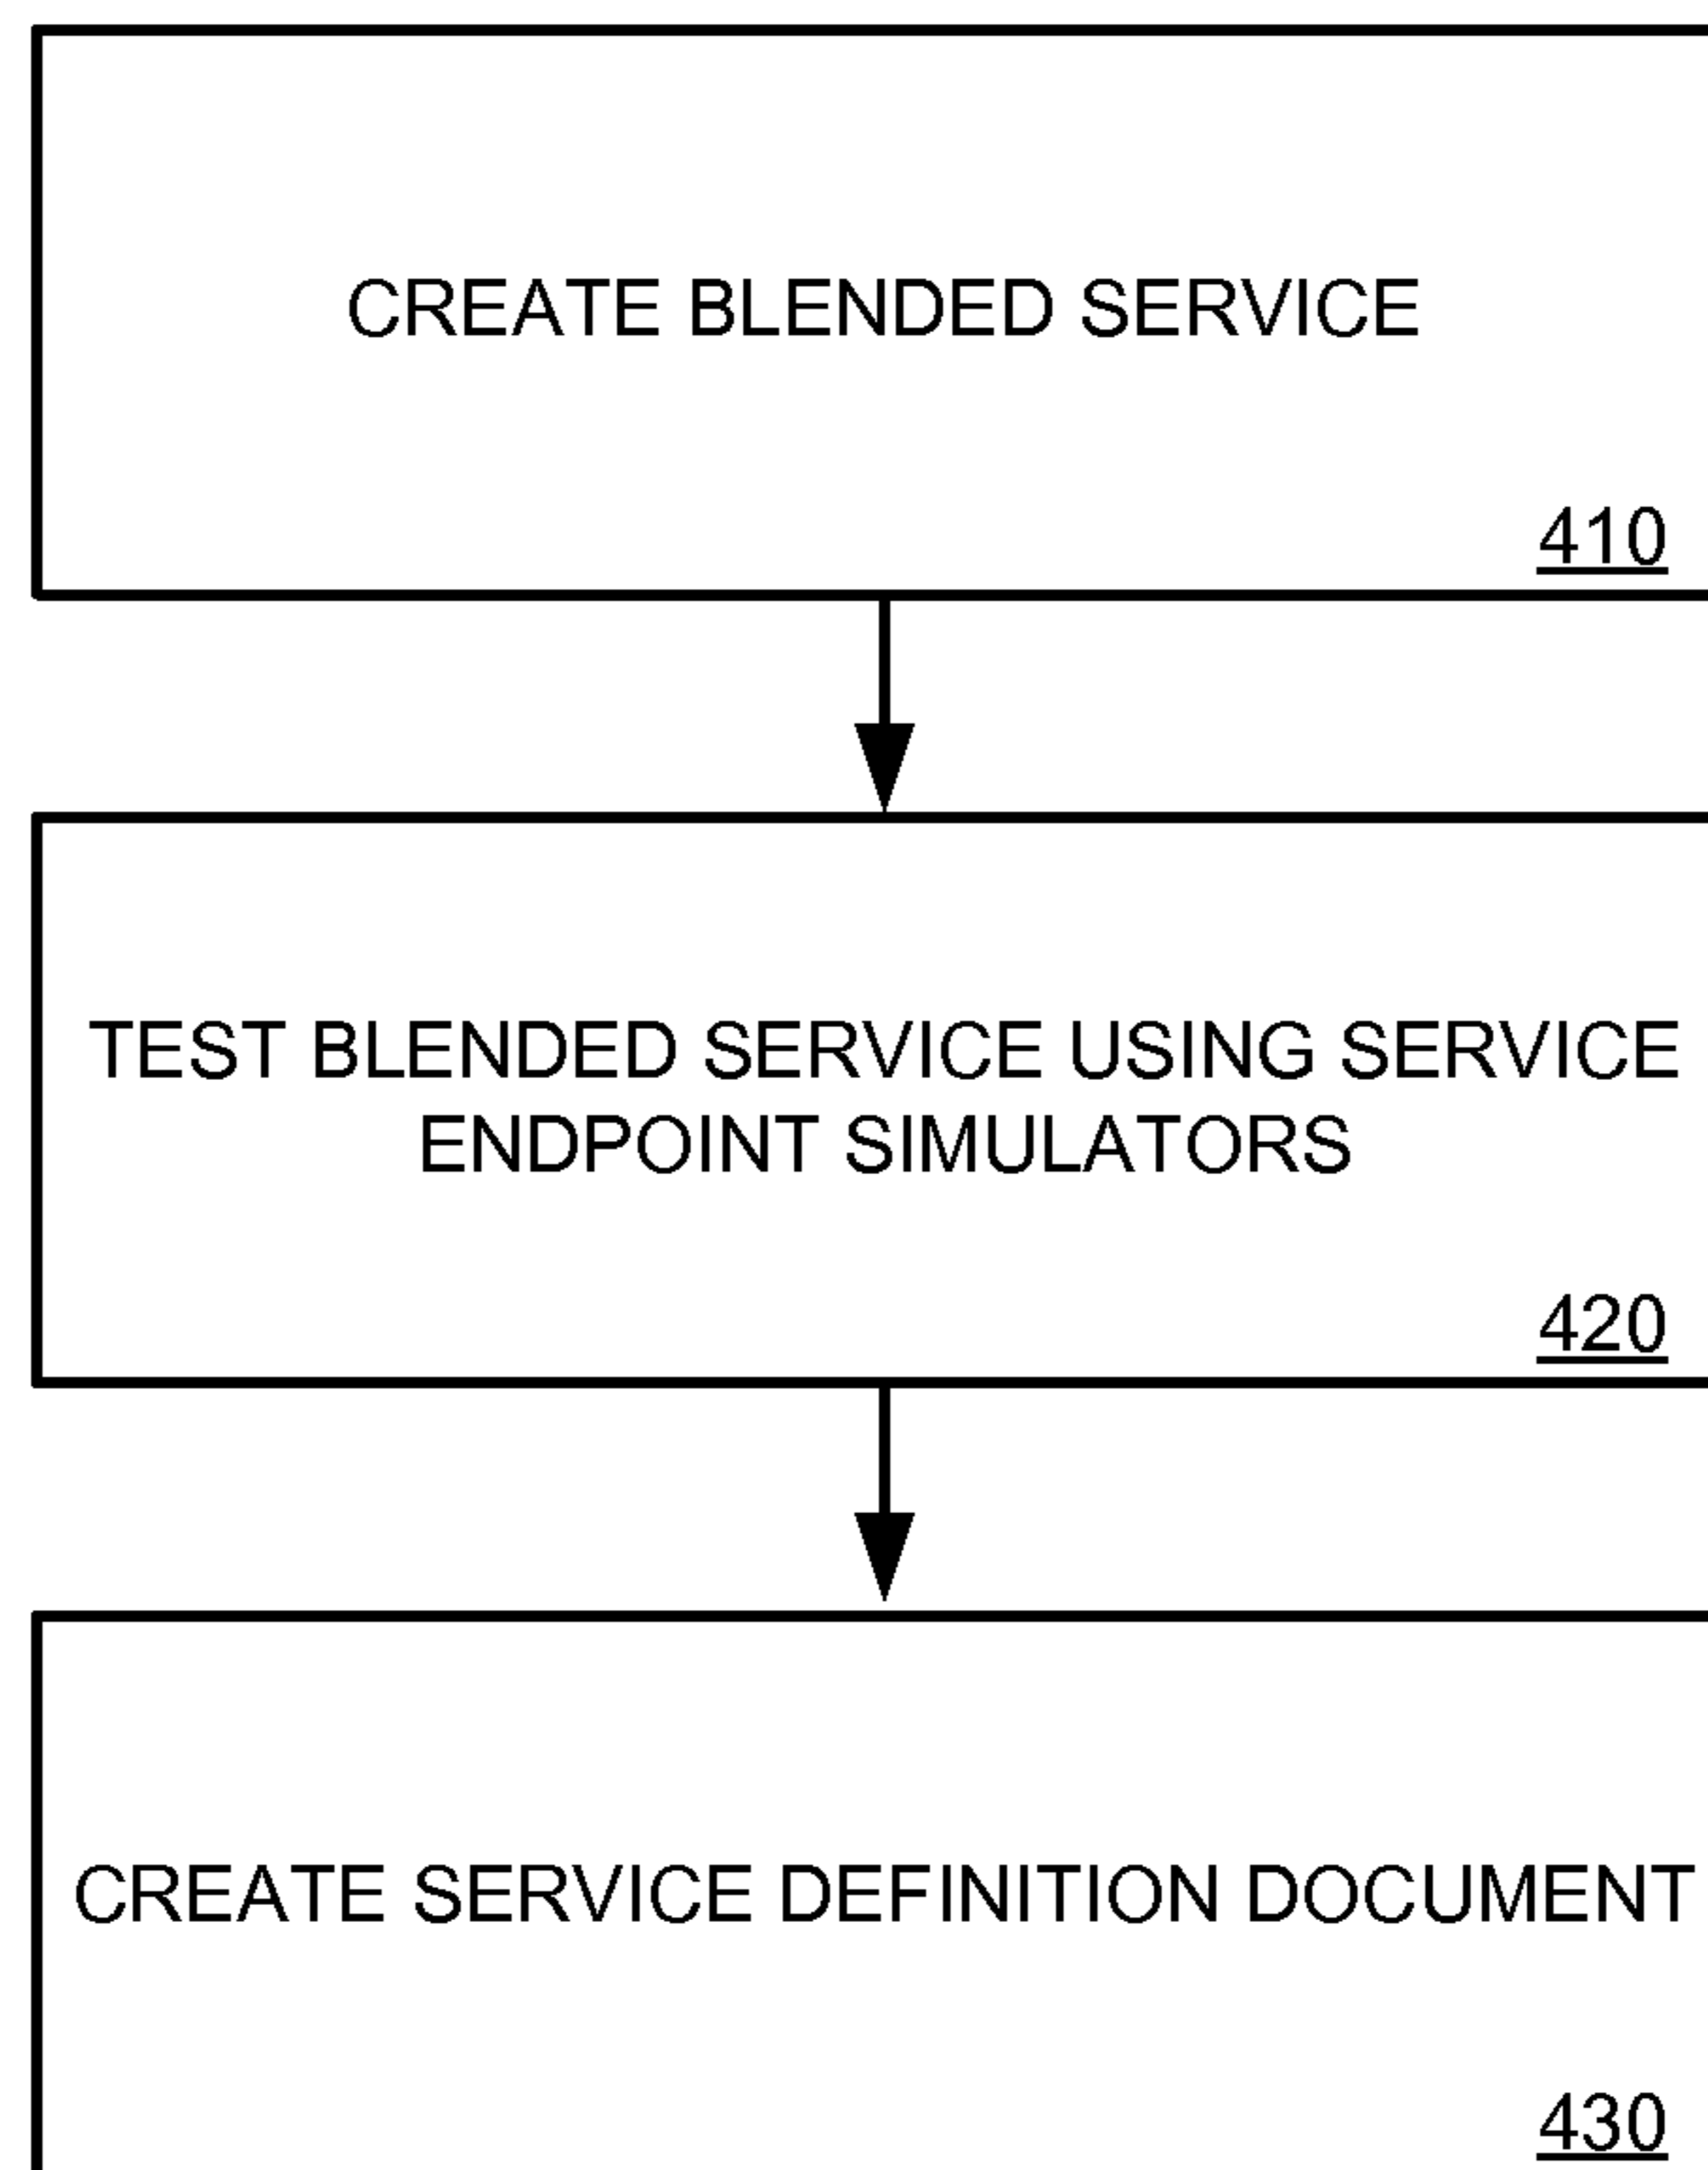 CREATE BLENDED SERVICE
410
TEST BLENDED SERVICE USING SERVICE
ENDPOINT SIMULATORS
420
CREATE SERVICE DEFINITION DOCUMENT
430